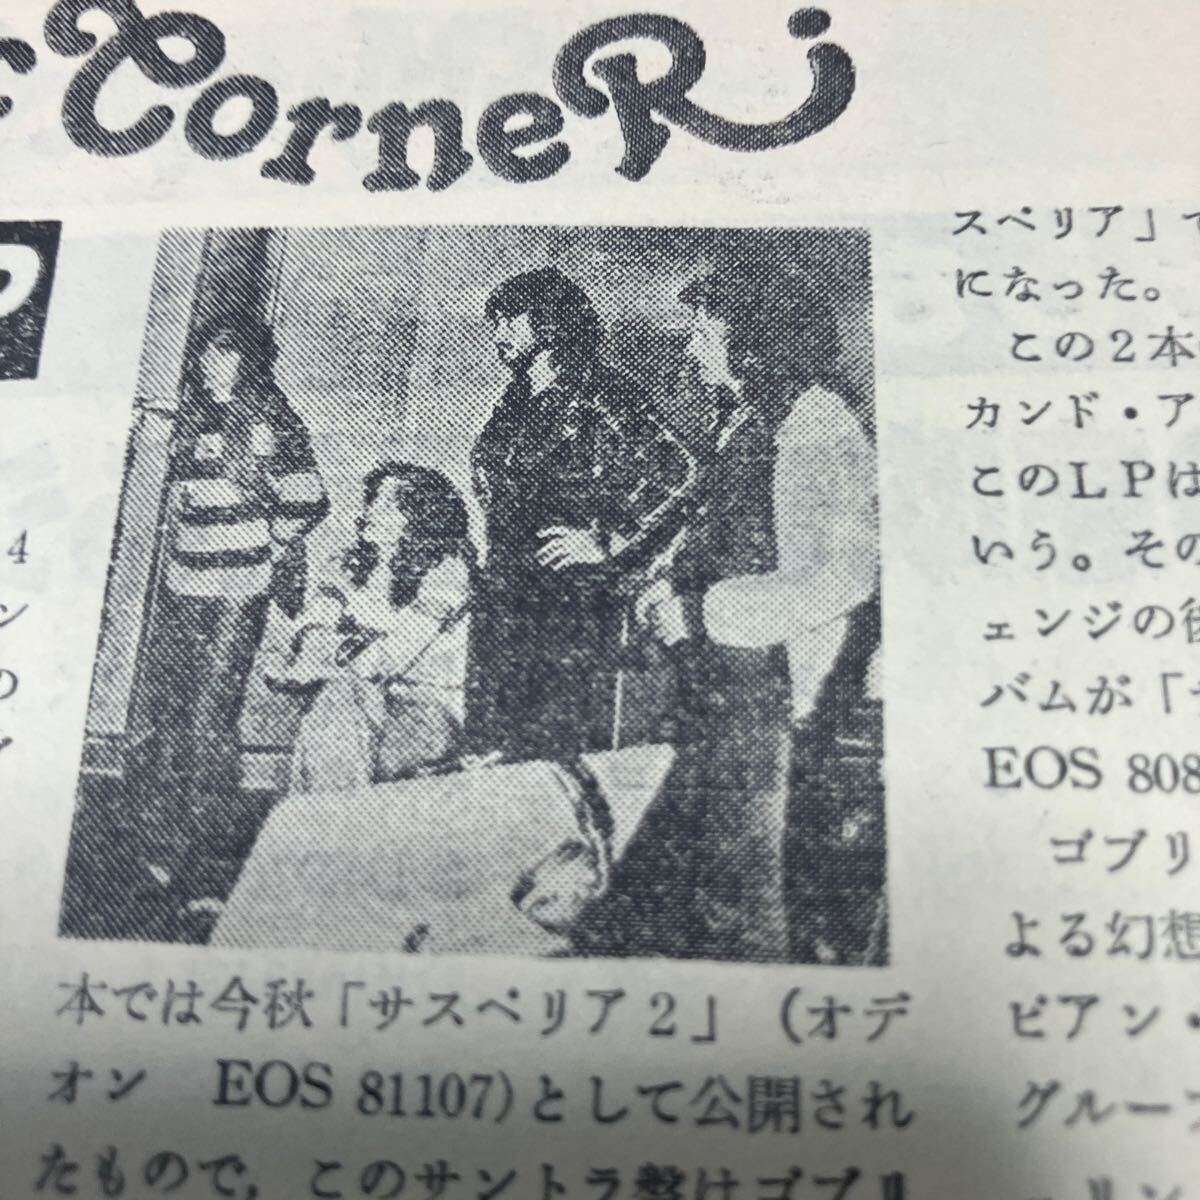 CorneR
4
ン
の
本では今秋「サスペリア2」(オデ
オン EOS 81107)として公開され
たもので，このサントラ盤はゴブリ
スペリア」で
になった。
この2本
カンド・ア
このLPは
いう。その
ェンジの後
バムが「サ
EOS 808
ゴブリ
よる幻想
ビアン・
グループ
リン